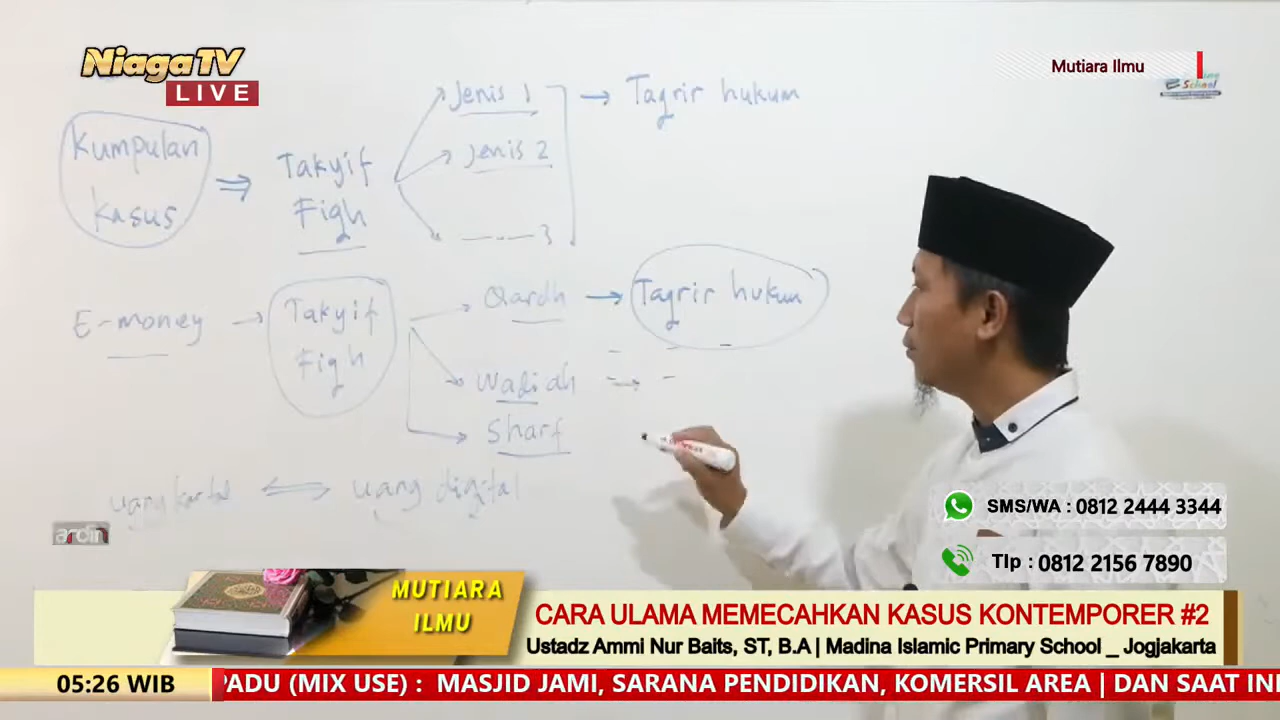 NiagaTV
LIVE
Mutiara Ilmu
School
Kumpulan
kasus
Takyif
Fiqh
Jenis 1
Jenis 2
3
Taqrir hukum
E-money
Takyif
Fiqh
Qardh
Taqrir hukum
Wadiah
Sharf
uang kartal
uang digital
arofin
SMS/WA : 0812 2444 3344
Tlp : 0812 2156 7890
MUTIARA
ILMU
CARA ULAMA MEMECAHKAN KASUS KONTEMPORER #2
Ustadz Ammi Nur Baits, ST, B.A | Madina Islamic Primary School _ Jogjakarta
05:26 WIB
PADU (MIX USE) : MASJID JAMI, SARANA PENDIDIKAN, KOMERSIL AREA | DAN SAAT INI